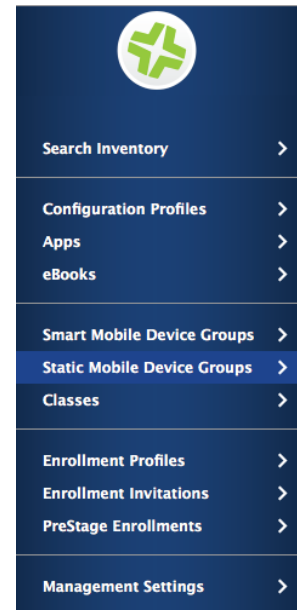 Search Inventory
Configuration Profiles
Apps
eBooks
Smart Mobile Device Groups
Static Mobile Device Groups
Classes
Enrollment Profiles
Enrollment Invitations
PreStage Enrollments
Management Settings